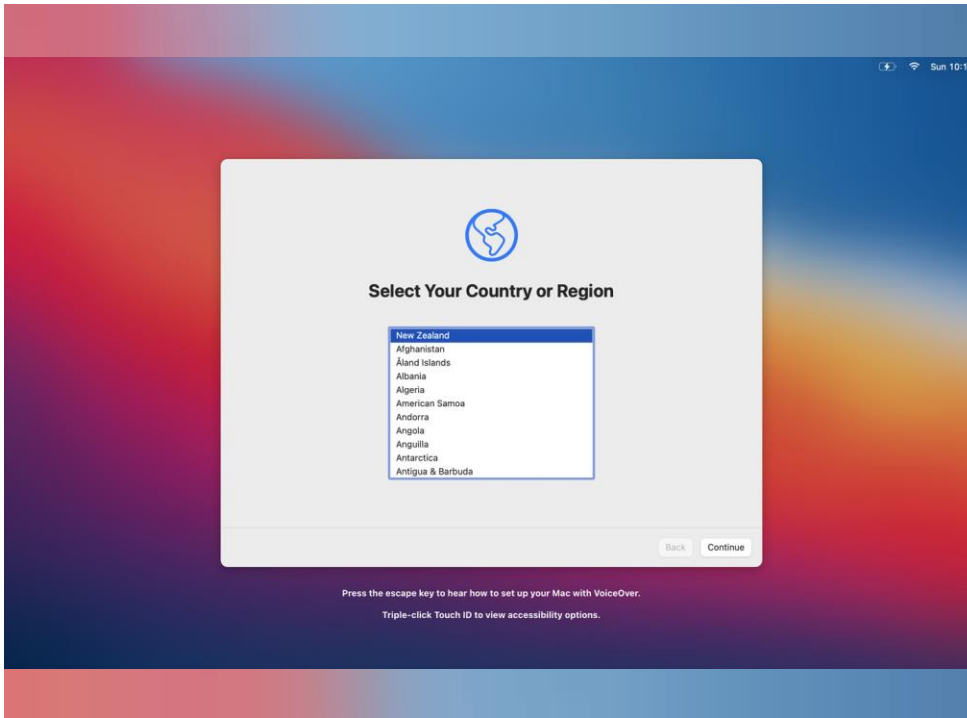 Sun 10:1
Select Your Country or Region
New Zealand
Afghanistan
Åland Islands
Albania
Algeria
American Samoa
Andorra
Angola
Anguilla
Antarctica
Antigua & Barbuda
Back Continue
Press the escape key to hear how to set up your Mac with VoiceOver.
Triple-click Touch ID to view accessibility options.